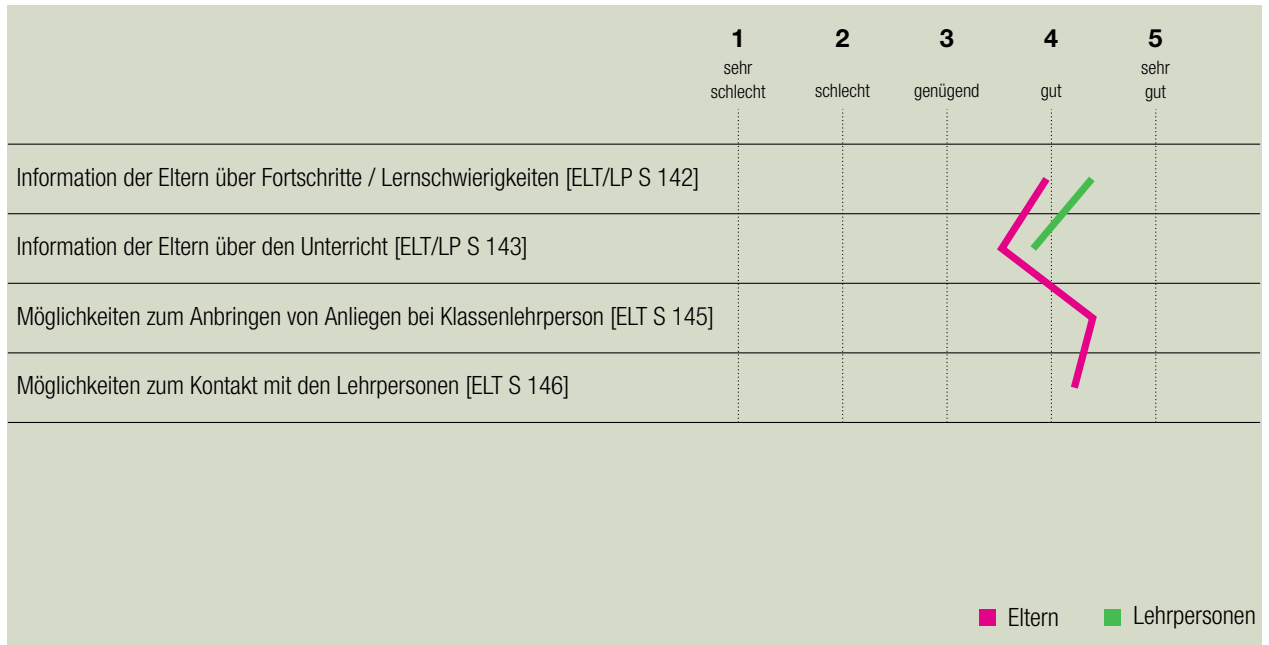 1 2 3 4 5
sehr schlecht schlecht genügend gut sehr gut
Information der Eltern über Fortschritte / Lernschwierigkeiten [ELT/LP S 142]
Information der Eltern über den Unterricht [ELT/LP S 143]
Möglichkeiten zum Anbringen von Anliegen bei Klassenlehrperson [ELT S 145]
Möglichkeiten zum Kontakt mit den Lehrpersonen [ELT S 146]
Eltern Lehrpersonen